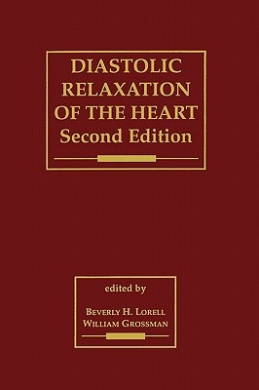 DIASTOLIC
RELAXATION
OF THE HEART
Second Edition
edited by
BEVERLY H. LORELL
WILLIAM GROSSMAN